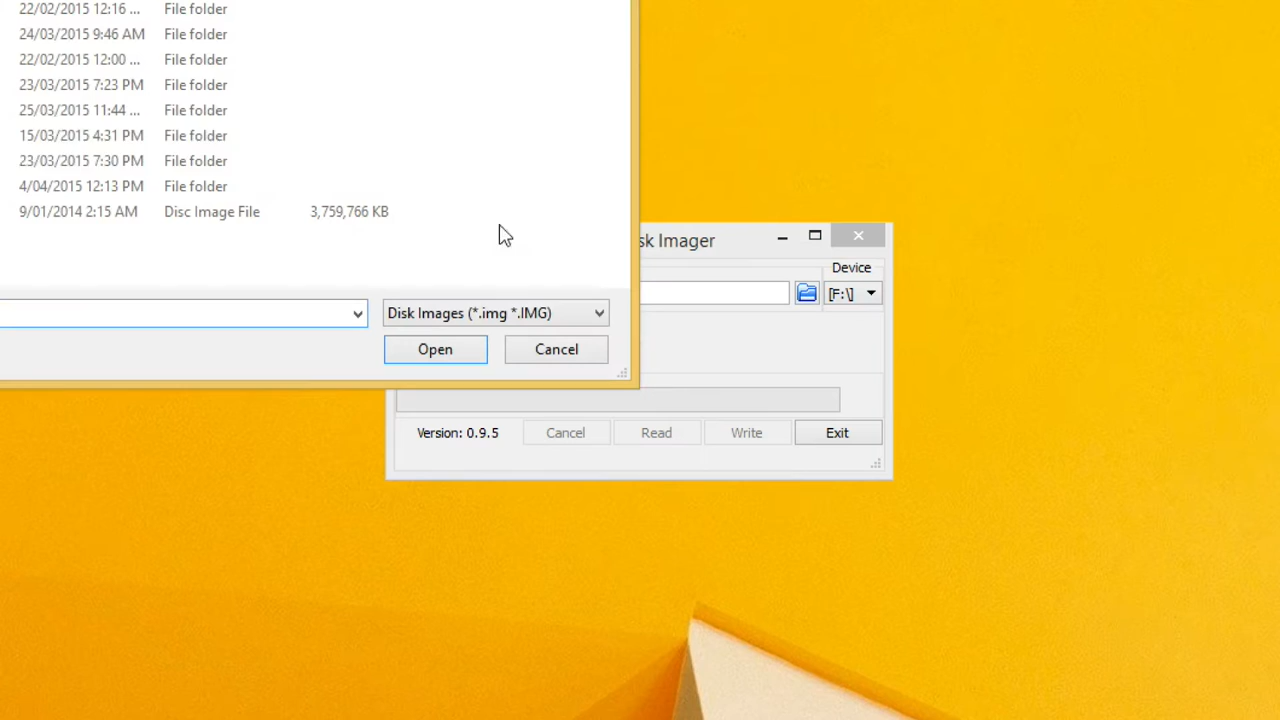 22/02/2015 12:16 ... File folder
24/03/2015 9:46 AM File folder
22/02/2015 12:00 ... File folder
23/03/2015 7:23 PM File folder
25/03/2015 11:44 ... File folder
15/03/2015 4:31 PM File folder
23/03/2015 7:30 PM File folder
4/04/2015 12:13 PM File folder
9/01/2014 2:15 AM Disc Image File 3,759,766 KB
Disk Images (*.img *.IMG)
Open Cancel
sk Imager
Device
[F:\]
Version: 0.9.5 Cancel Read Write Exit